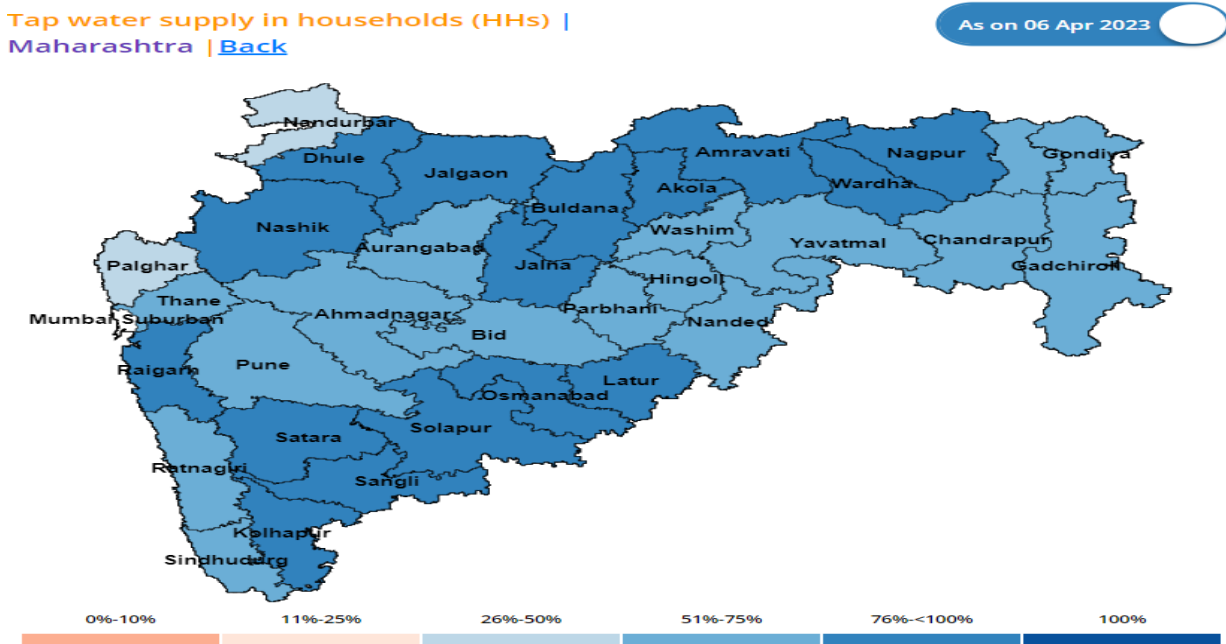 Tap water supply in households (HHs) |
Maharashtra | Back
As on 06 Apr 2023
Nandurbar
Dhule
Jalgaon
Amravati
Nagpur
Gondiya
Akola
Wardha
Buldana
Nashik
Aurangabad
Washim
Yavatmal
Chandrapur
Palghar
Jalna
Hingoli
Gadchiroli
Thane
Parbhani
Mumbai Suburban
Ahmadnagar
Nanded
Bid
Raigarh
Pune
Latur
Osmanabad
Satara
Solapur
Ratnagiri
Sangli
Kolhapur
Sindhudurg
0%-10% 11%-25% 26%-50% 51%-75% 76%-<100% 100%